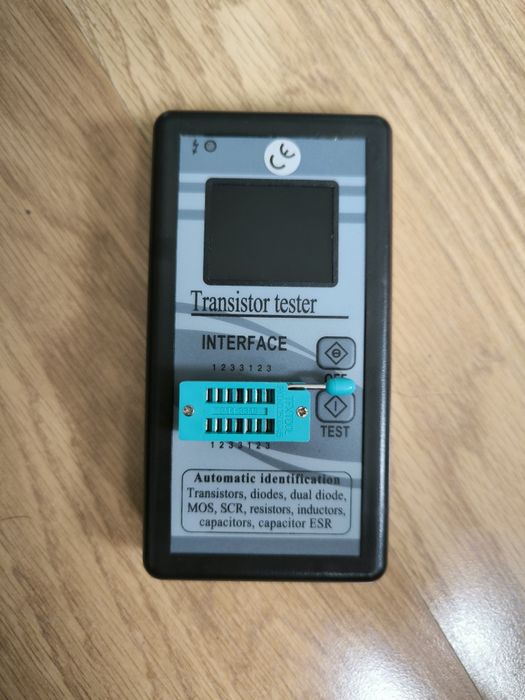 CE
Transistor tester
INTERFACE
1 2 3 3 1 2 3
OFF
TEST
1 2 3 3 1 2 3
Automatic identification
Transistors, diodes, dual diode,
MOS, SCR, resistors, inductors,
capacitors, capacitor ESR